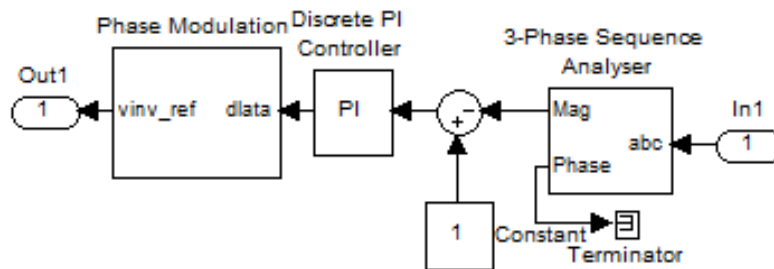 Phase Modulation
Discrete PI
Controller
3-Phase Sequence
Analyser
Out1
1
vinv_ref
dlata
PI
Mag
Phase
abc
In1
1
1
Constant
Terminator